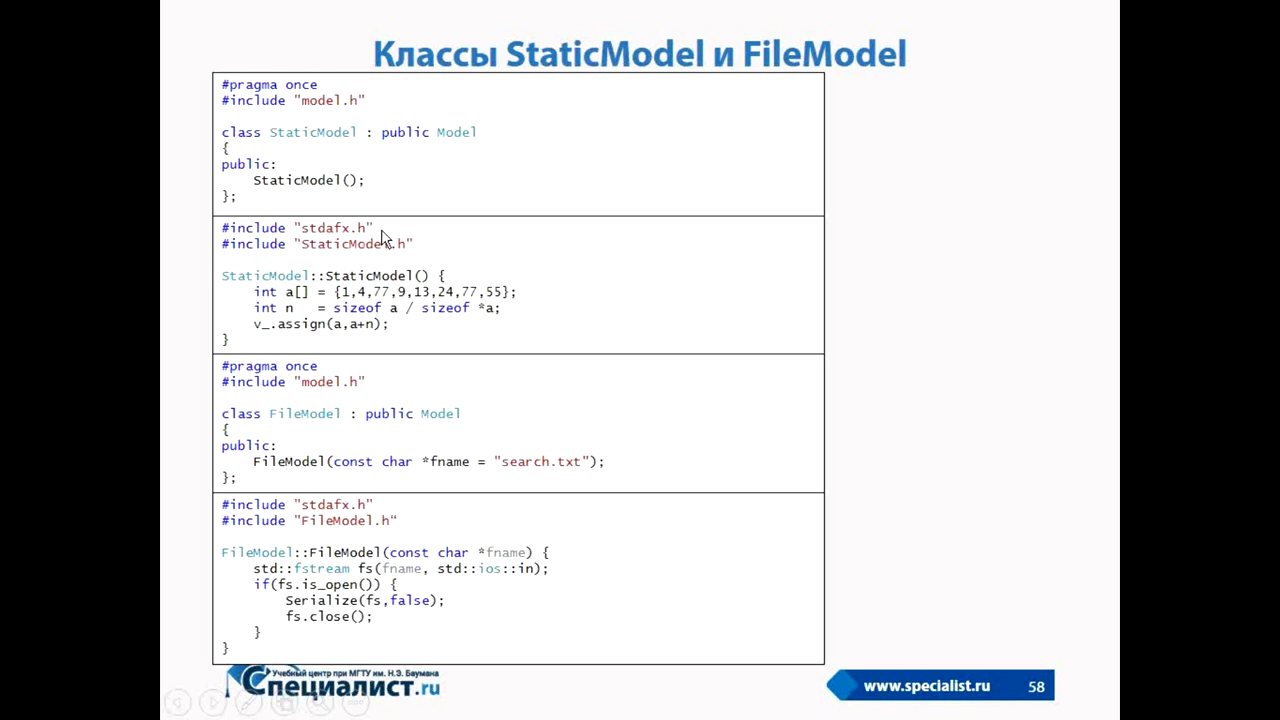 Классы StaticModel и FileModel
#pragma once
#include "model.h"
class StaticModel : public Model
{
public:
StaticModel();
};
#include "stdafx.h"
#include "StaticModel.h"
StaticModel::StaticModel() {
int a[] = {1,4,77,9,13,24,77,55};
int n = sizeof a / sizeof *a;
v_.assign(a,a+n);
}
#pragma once
#include "model.h"
class FileModel : public Model
{
public:
FileModel(const char *fname = "search.txt");
};
#include "stdafx.h"
#include "FileModel.h“
FileModel::FileModel(const char *fname) {
std::fstream fs(fname, std::ios::in);
if(fs.is_open()) {
Serialize(fs,false);
fs.close();
}
}
Учебный центр при МГТУ им. Н.Э. Баумана
Специалист.ru
www.specialist.ru 58